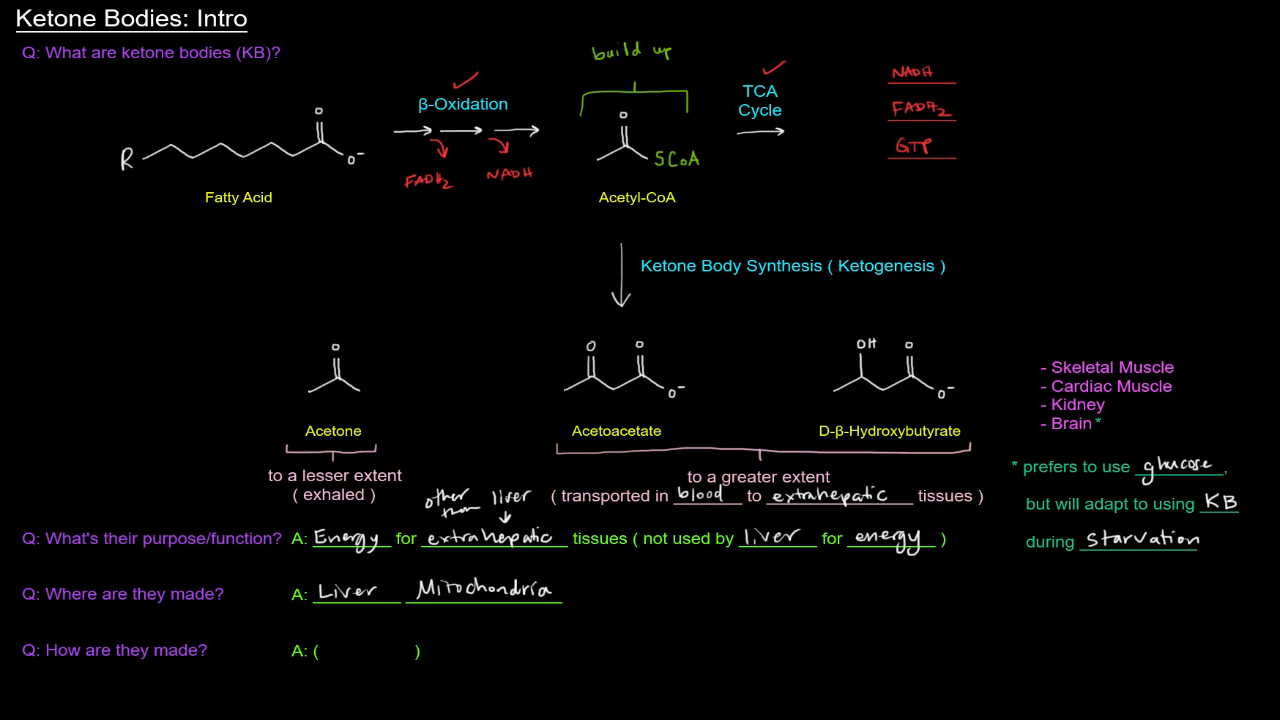 Ketone Bodies: Intro
Q: What are ketone bodies (KB)?
build up
β-Oxidation
TCA
Cycle
NADH
FADH2
GTP
O
R
O-
FADH2
NADH
O
SCoA
Fatty Acid
Acetyl-CoA
Ketone Body Synthesis ( Ketogenesis )
O
O O
O-
OH O
O-
Acetone
Acetoacetate
D-β-Hydroxybutyrate
- Skeletal Muscle
- Cardiac Muscle
- Kidney
- Brain *
to a lesser extent
( exhaled )
to a greater extent
( transported in blood to extrahepatic tissues )
* prefers to use glucose,
but will adapt to using KB
during starvation
other than liver
Q: What's their purpose/function? A: Energy for extrahepatic tissues ( not used by liver for energy )
Q: Where are they made? A: Liver Mitochondria
Q: How are they made? A: ( )